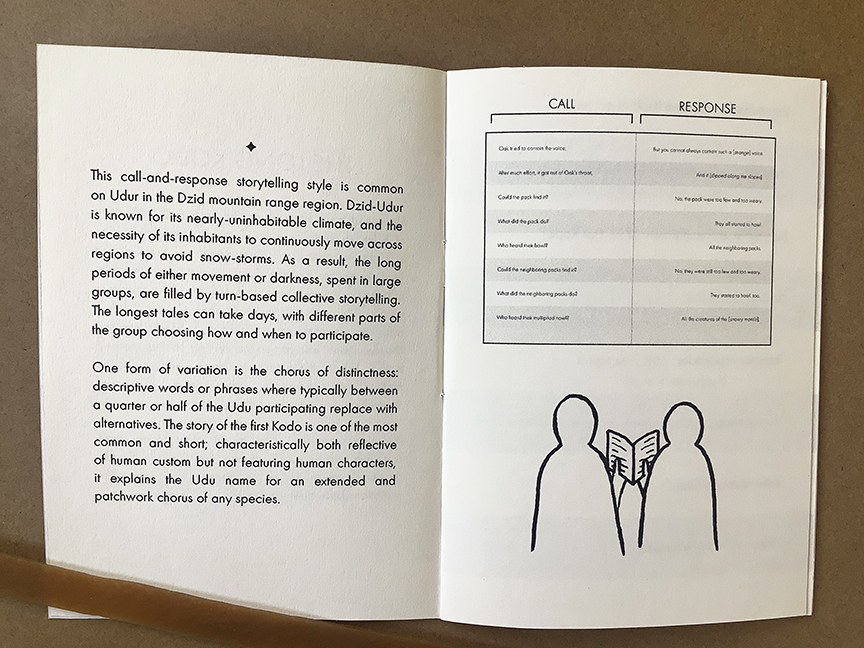 This call-and-response storytelling style is common
on Udur in the Dzid mountain range region. Dzid-Udur
is known for its nearly-uninhabitable climate, and the
necessity of its inhabitants to continuously move across
regions to avoid snow-storms. As a result, the long
periods of either movement or darkness, spent in large
groups, are filled by turn-based collective storytelling.
The longest tales can take days, with different parts of
the group choosing how and when to participate.
One form of variation is the chorus of distinctness:
descriptive words or phrases where typically between
a quarter or half of the Udu participating replace with
alternatives. The story of the first Kodo is one of the most
common and short; characteristically both reflective
of human custom but not featuring human characters,
it explains the Udu name for an extended and
patchwork chorus of any species.
CALL RESPONSE
Oak tried to contain the voice. But you cannot always contain such a [strange] voice.
After much effort, it got out of Oak's throat, And it [slipped along the slopes].
Could the pack find it? No, the pack were too few and too weary.
What did the pack do? They all started to howl.
Who heard their howl? All the neighboring packs.
Could the neighboring packs find it? No, they were still too few and too weary.
What did the neighboring packs do? They started to howl, too.
Who heard their multiplied howl? All the creatures of the [snowy mantle].